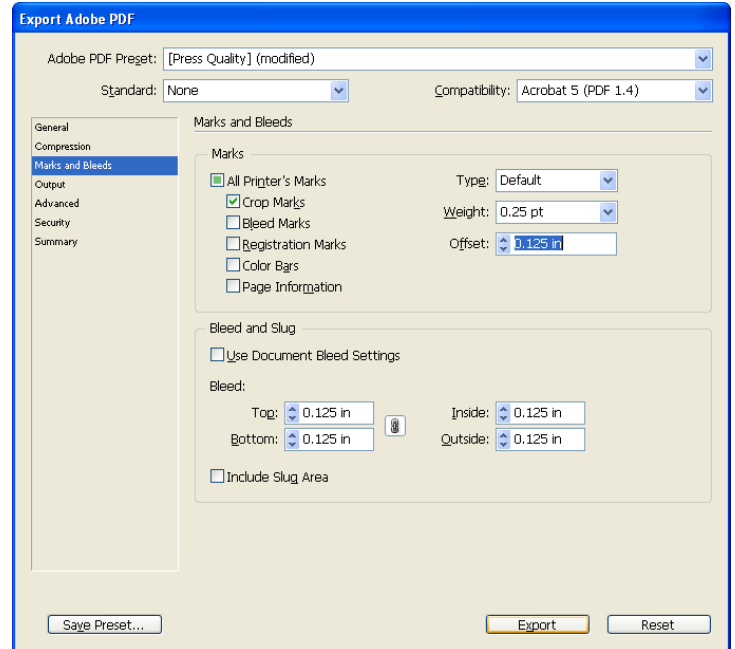 Export Adobe PDF
Adobe PDF Preset: [Press Quality] (modified)
Standard: None Compatibility: Acrobat 5 (PDF 1.4)
General
Compression
Marks and Bleeds
Output
Advanced
Security
Summary
Marks and Bleeds
Marks
All Printer's Marks
Crop Marks
Bleed Marks
Registration Marks
Color Bars
Page Information
Type: Default
Weight: 0.25 pt
Offset: 0.125 in
Bleed and Slug
Use Document Bleed Settings
Bleed:
Top: 0.125 in Inside: 0.125 in
Bottom: 0.125 in Outside: 0.125 in
Include Slug Area
Save Preset... Export Reset